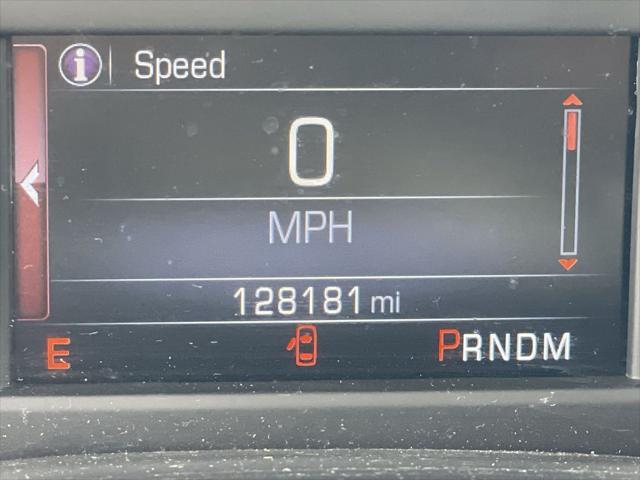 i Speed
0
MPH
128181 mi
E PRNDM